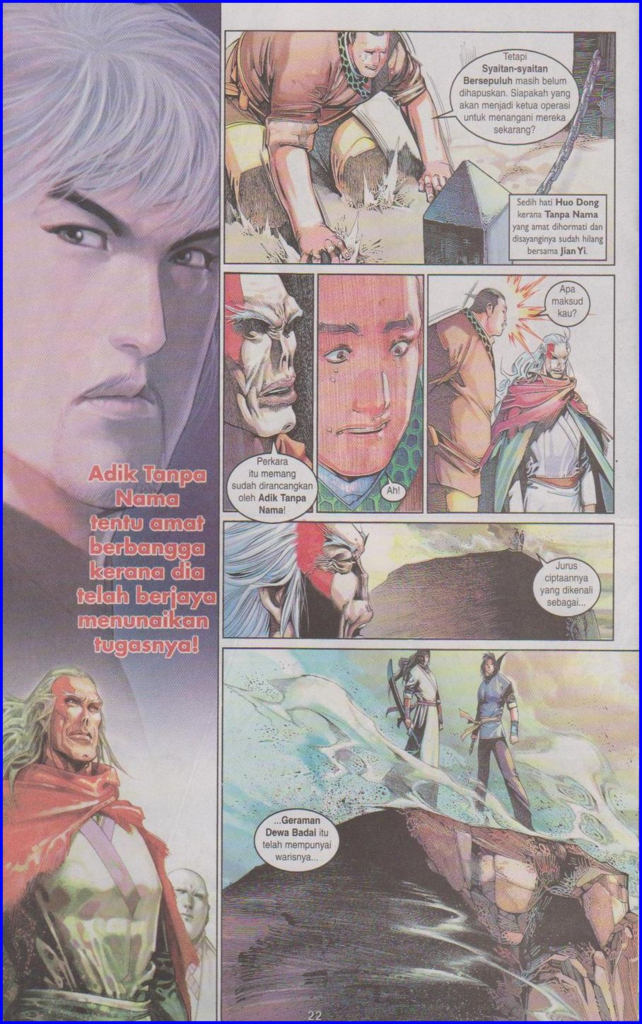 Tetapi
Syaitan-syaitan
Bersepuluh masih belum
dihapuskan. Siapakah yang
akan menjadi ketua operasi
untuk menangani mereka
sekarang?
Sedih hati Huo Dong
kerana Tanpa Nama
yang amat dihormati dan
disayanginya sudah hilang
bersama Jian Yi.
Perkara
itu memang
sudah dirancangkan
oleh Adik Tanpa
Nama!
Ah!
Apa
maksud
kau?
Adik Tanpa
Nama
tentu amat
berbangga
kerana dia
telah berjaya
menunaikan
tugasnya!
Jurus
ciptaannya
yang dikenali
sebagai...
...Geraman
Dewa Badai itu
telah mempunyai
warisnya...
22